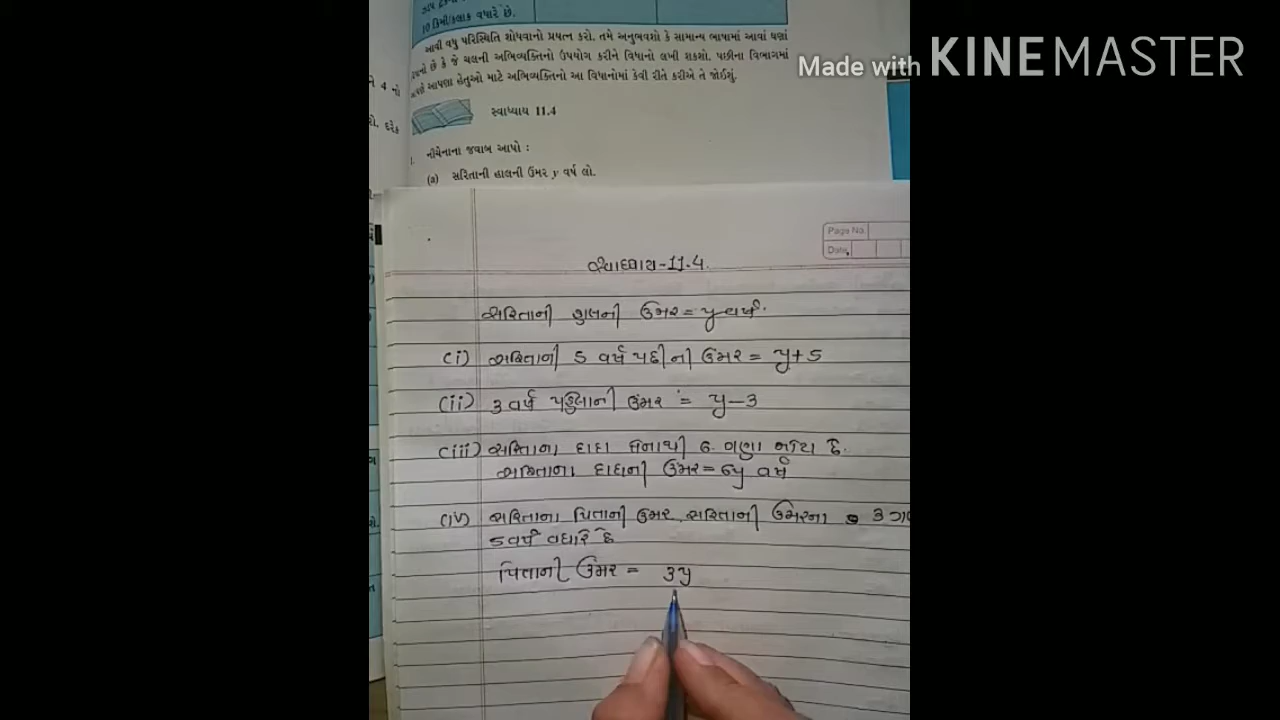 10 કિમી/કલાક વધારે છે.
આવી વધુ પરિસ્થિતિ શોધવાનો પ્રયત્ન કરો. તમે અનુભવશો કે સામાન્ય ભાષામાં આવાં ઘણાં
છે કે જે ચલની અભિવ્યક્તિનો ઉપયોગ કરીને વિધાનો લખી શકશો. પછીના વિભાગમાં
આપણા હેતુઓ માટે અભિવ્યક્તિનો આ વિધાનોમાં કેવી રીતે કરીએ તે જોઈશું.
Made with KINEMASTER
4 નો
દરેક
સ્વાધ્યાય 11.4
નીચેનાના જવાબ આપો :
(a) સરિતાની હાલની ઉંમર y વર્ષ લો.
Page No.
Date
સ્વાધ્યાય-11.4.
સરિતાની હાલની ઉંમર = y વર્ષ.
(i) સરિતાની 5 વર્ષ પછીની ઉંમર = y+5
(ii) 3 વર્ષ પહેલાની ઉંમર = y-3
(iii) સરિતાના દાદા તેનાથી 6 ગણા મોટા છે.
સરિતાના દાદાની ઉંમર = 6y વર્ષ
(iv) સરિતાના પિતાની ઉંમર સરિતાની ઉંમરના 3
5 વર્ષ વધારે છે
પિતાની ઉંમર = 3y